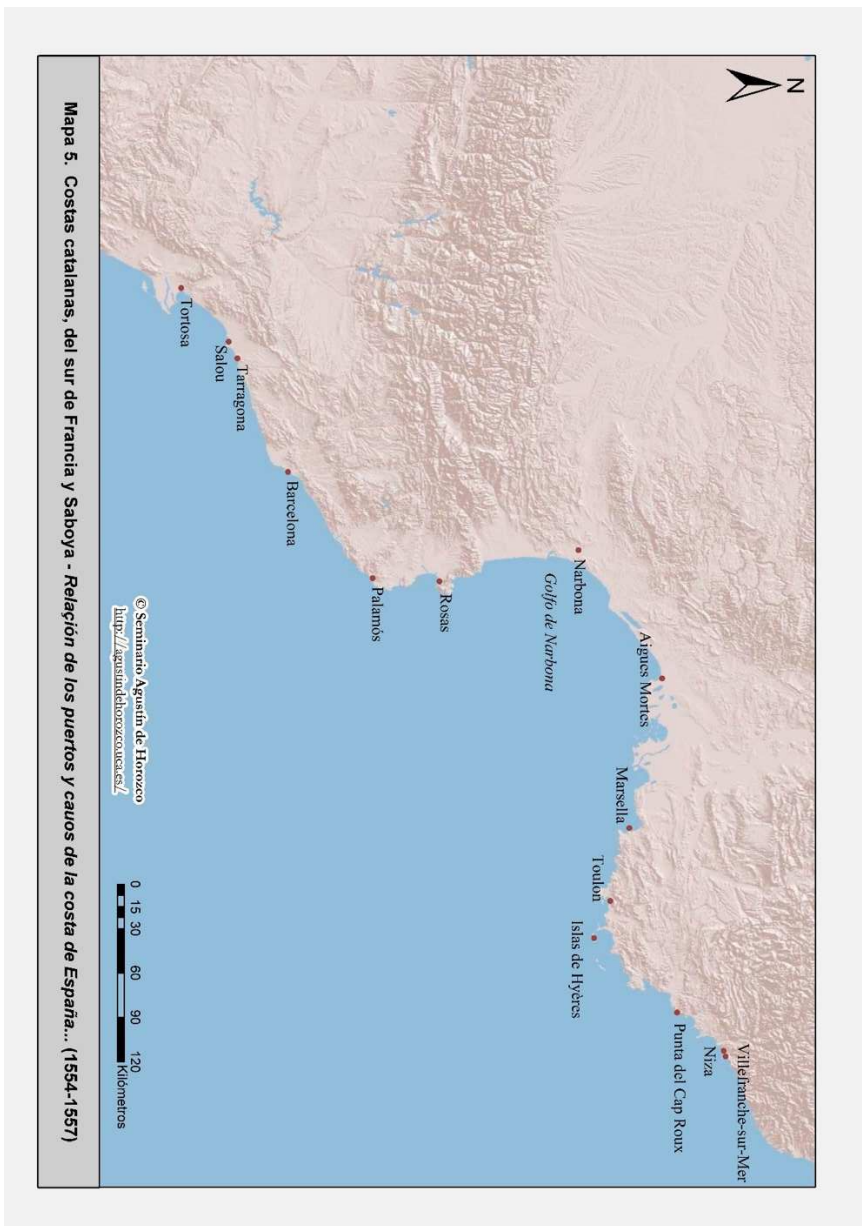 N
Villefranche-sur-Mer
Niza
Punta del Cap Roux
Aigues Mortes
Marsella
Toulon
Islas de Hyères
Narbona
Golfo de Narbona
Rosas
Palamós
Barcelona
Tarragona
Salou
Tortosa
© Seminario Agustín de Horozco
http://agustindehorozco.uca.es/
0 15 30 60 90 120
Kilómetros
Mapa 5. Costas catalanas, del sur de Francia y Saboya - Relaçión de los puertos y cauos de la costa de España... (1554-1557)